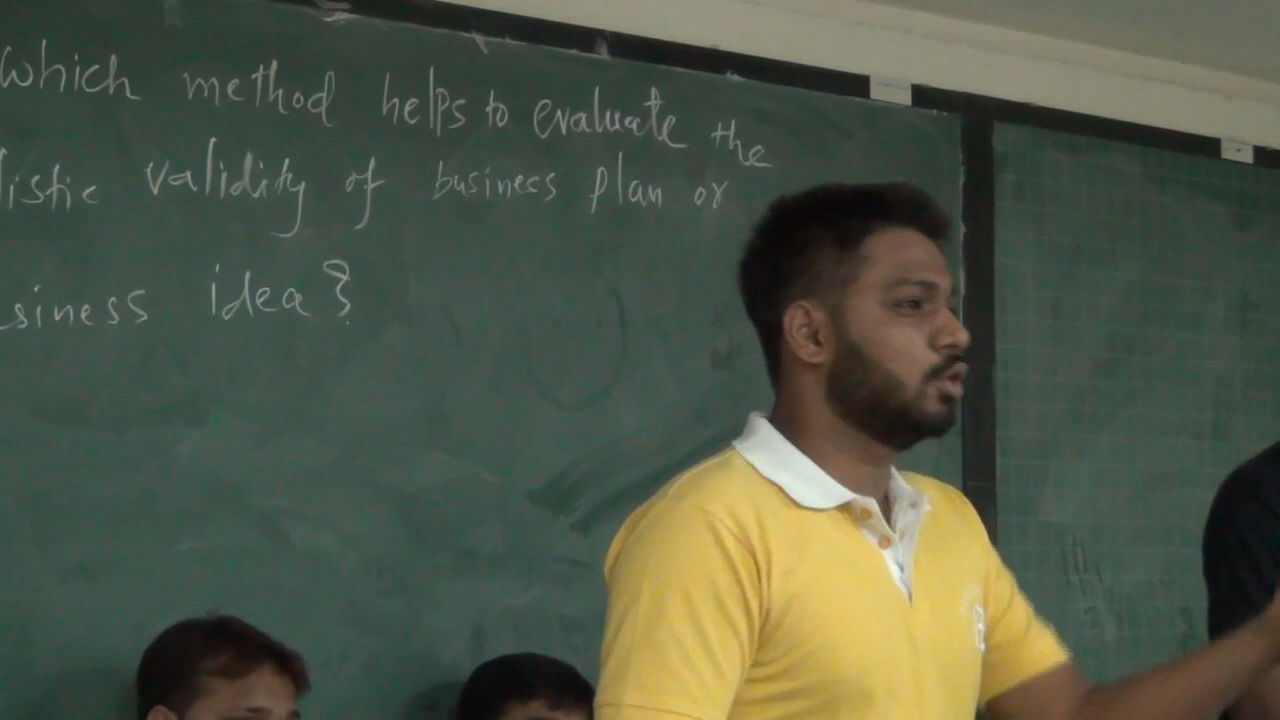 Which method helps to evaluate the
listic validity of business plan or
siness idea?